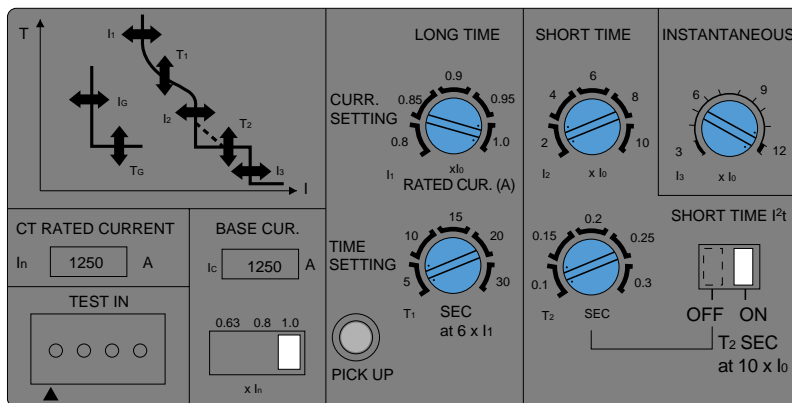 T
I1
T1
IG
I2
T2
TG
I3
I
LONG TIME
SHORT TIME
INSTANTANEOUS
CURR.
SETTING
0.8
0.85
0.9
0.95
1.0
I1
xI0
RATED CUR. (A)
2
4
6
8
10
I2
x I0
3
6
9
12
I3
x I0
CT RATED CURRENT
In 1250 A
BASE CUR.
Ic 1250 A
TEST IN
0.63 0.8 1.0
x In
TIME
SETTING
5
10
15
20
30
T1
SEC
at 6 x I1
PICK UP
0.1
0.15
0.2
0.25
0.3
T2
SEC
SHORT TIME I²t
OFF ON
T2 SEC
at 10 x I0